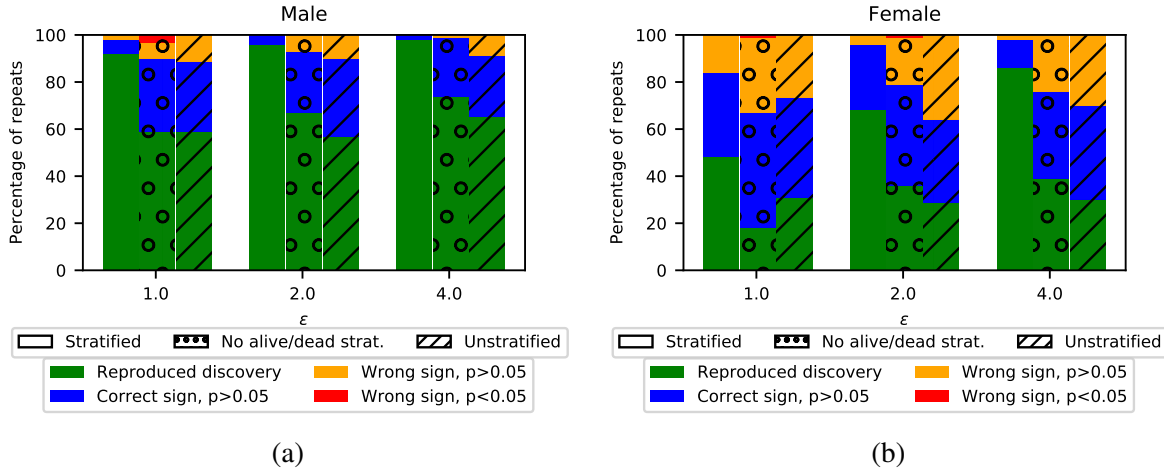 Male
Percentage of repeats
100
80
60
40
20
0
1.0 2.0 4.0
ε
Stratified No alive/dead strat. Unstratified
Reproduced discovery Wrong sign, p>0.05
Correct sign, p>0.05 Wrong sign, p<0.05
(a)
Female
Percentage of repeats
100
80
60
40
20
0
1.0 2.0 4.0
ε
Stratified No alive/dead strat. Unstratified
Reproduced discovery Wrong sign, p>0.05
Correct sign, p>0.05 Wrong sign, p<0.05
(b)